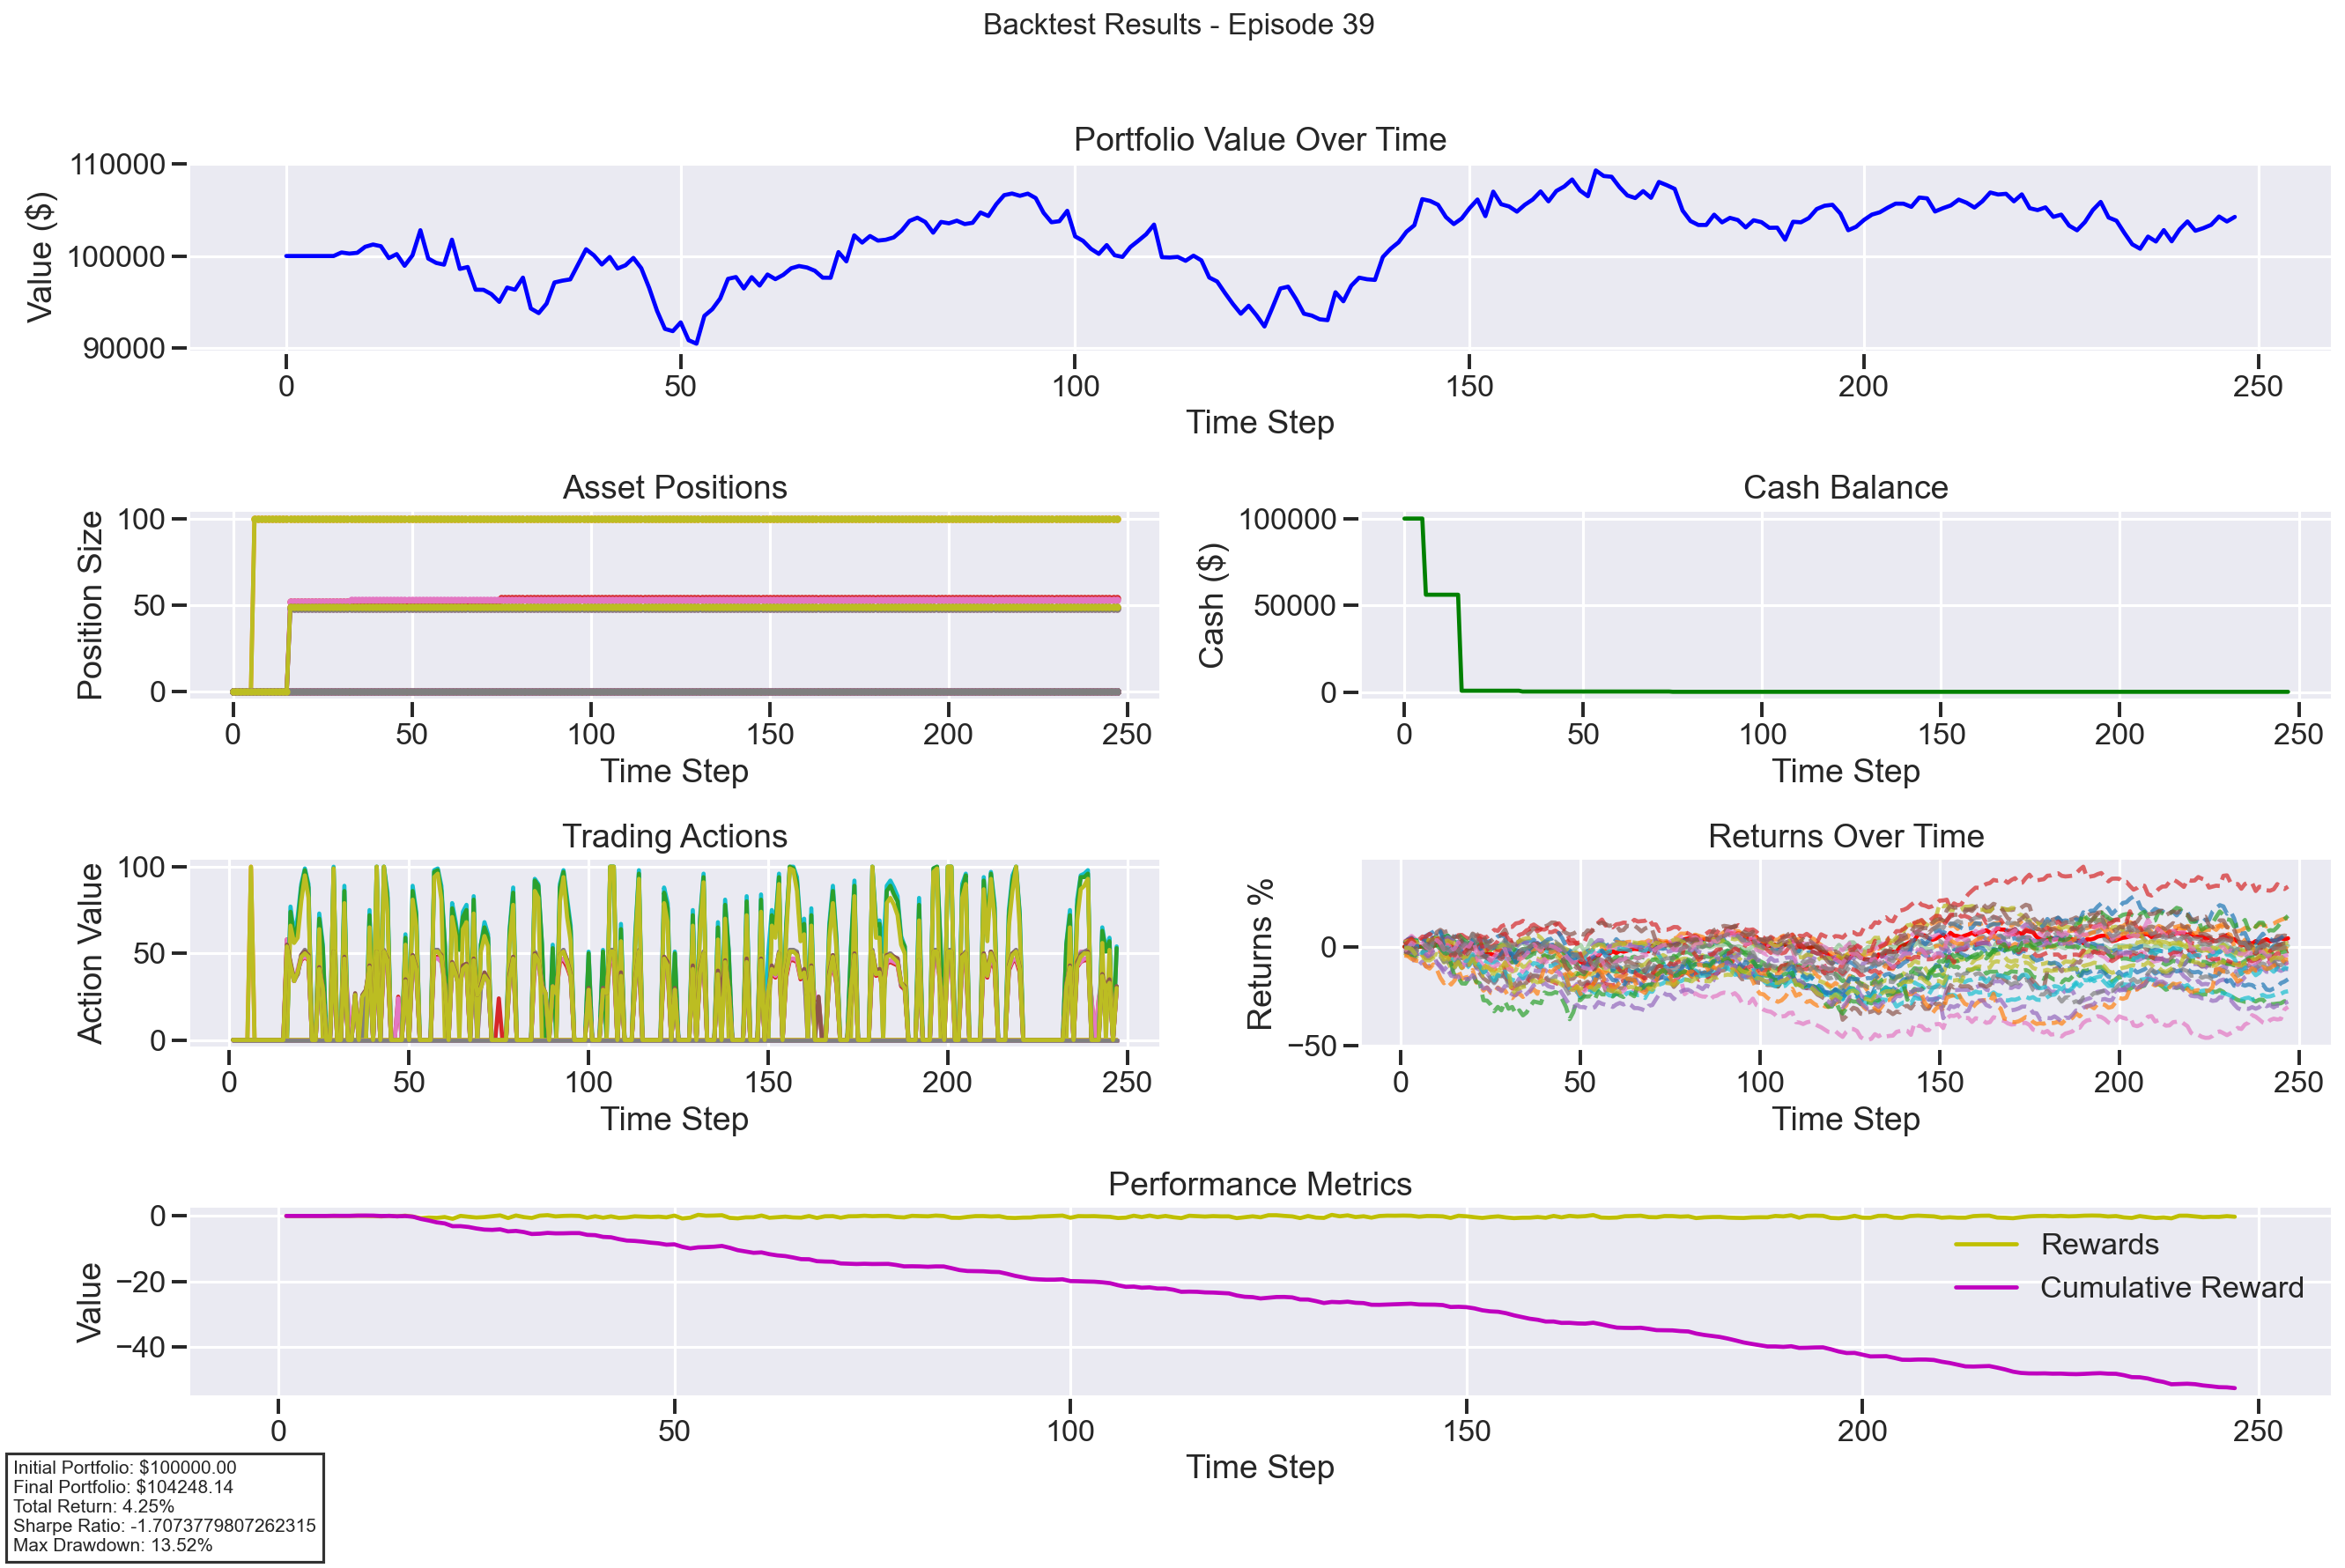 Backtest Results - Episode 39
Portfolio Value Over Time
110000
100000
90000
Value ($)
0 50 100 150 200 250
Time Step
Asset Positions
100
50
0
Position Size
0 50 100 150 200 250
Time Step
Cash Balance
100000
50000
0
Cash ($)
0 50 100 150 200 250
Time Step
Trading Actions
100
50
0
Action Value
0 50 100 150 200 250
Time Step
Returns Over Time
0
−50
Returns %
0 50 100 150 200 250
Time Step
Performance Metrics
0
−20
−40
Value
Rewards
Cumulative Reward
0 50 100 150 200 250
Time Step
Initial Portfolio: $100000.00
Final Portfolio: $104248.14
Total Return: 4.25%
Sharpe Ratio: -1.7073779807262315
Max Drawdown: 13.52%